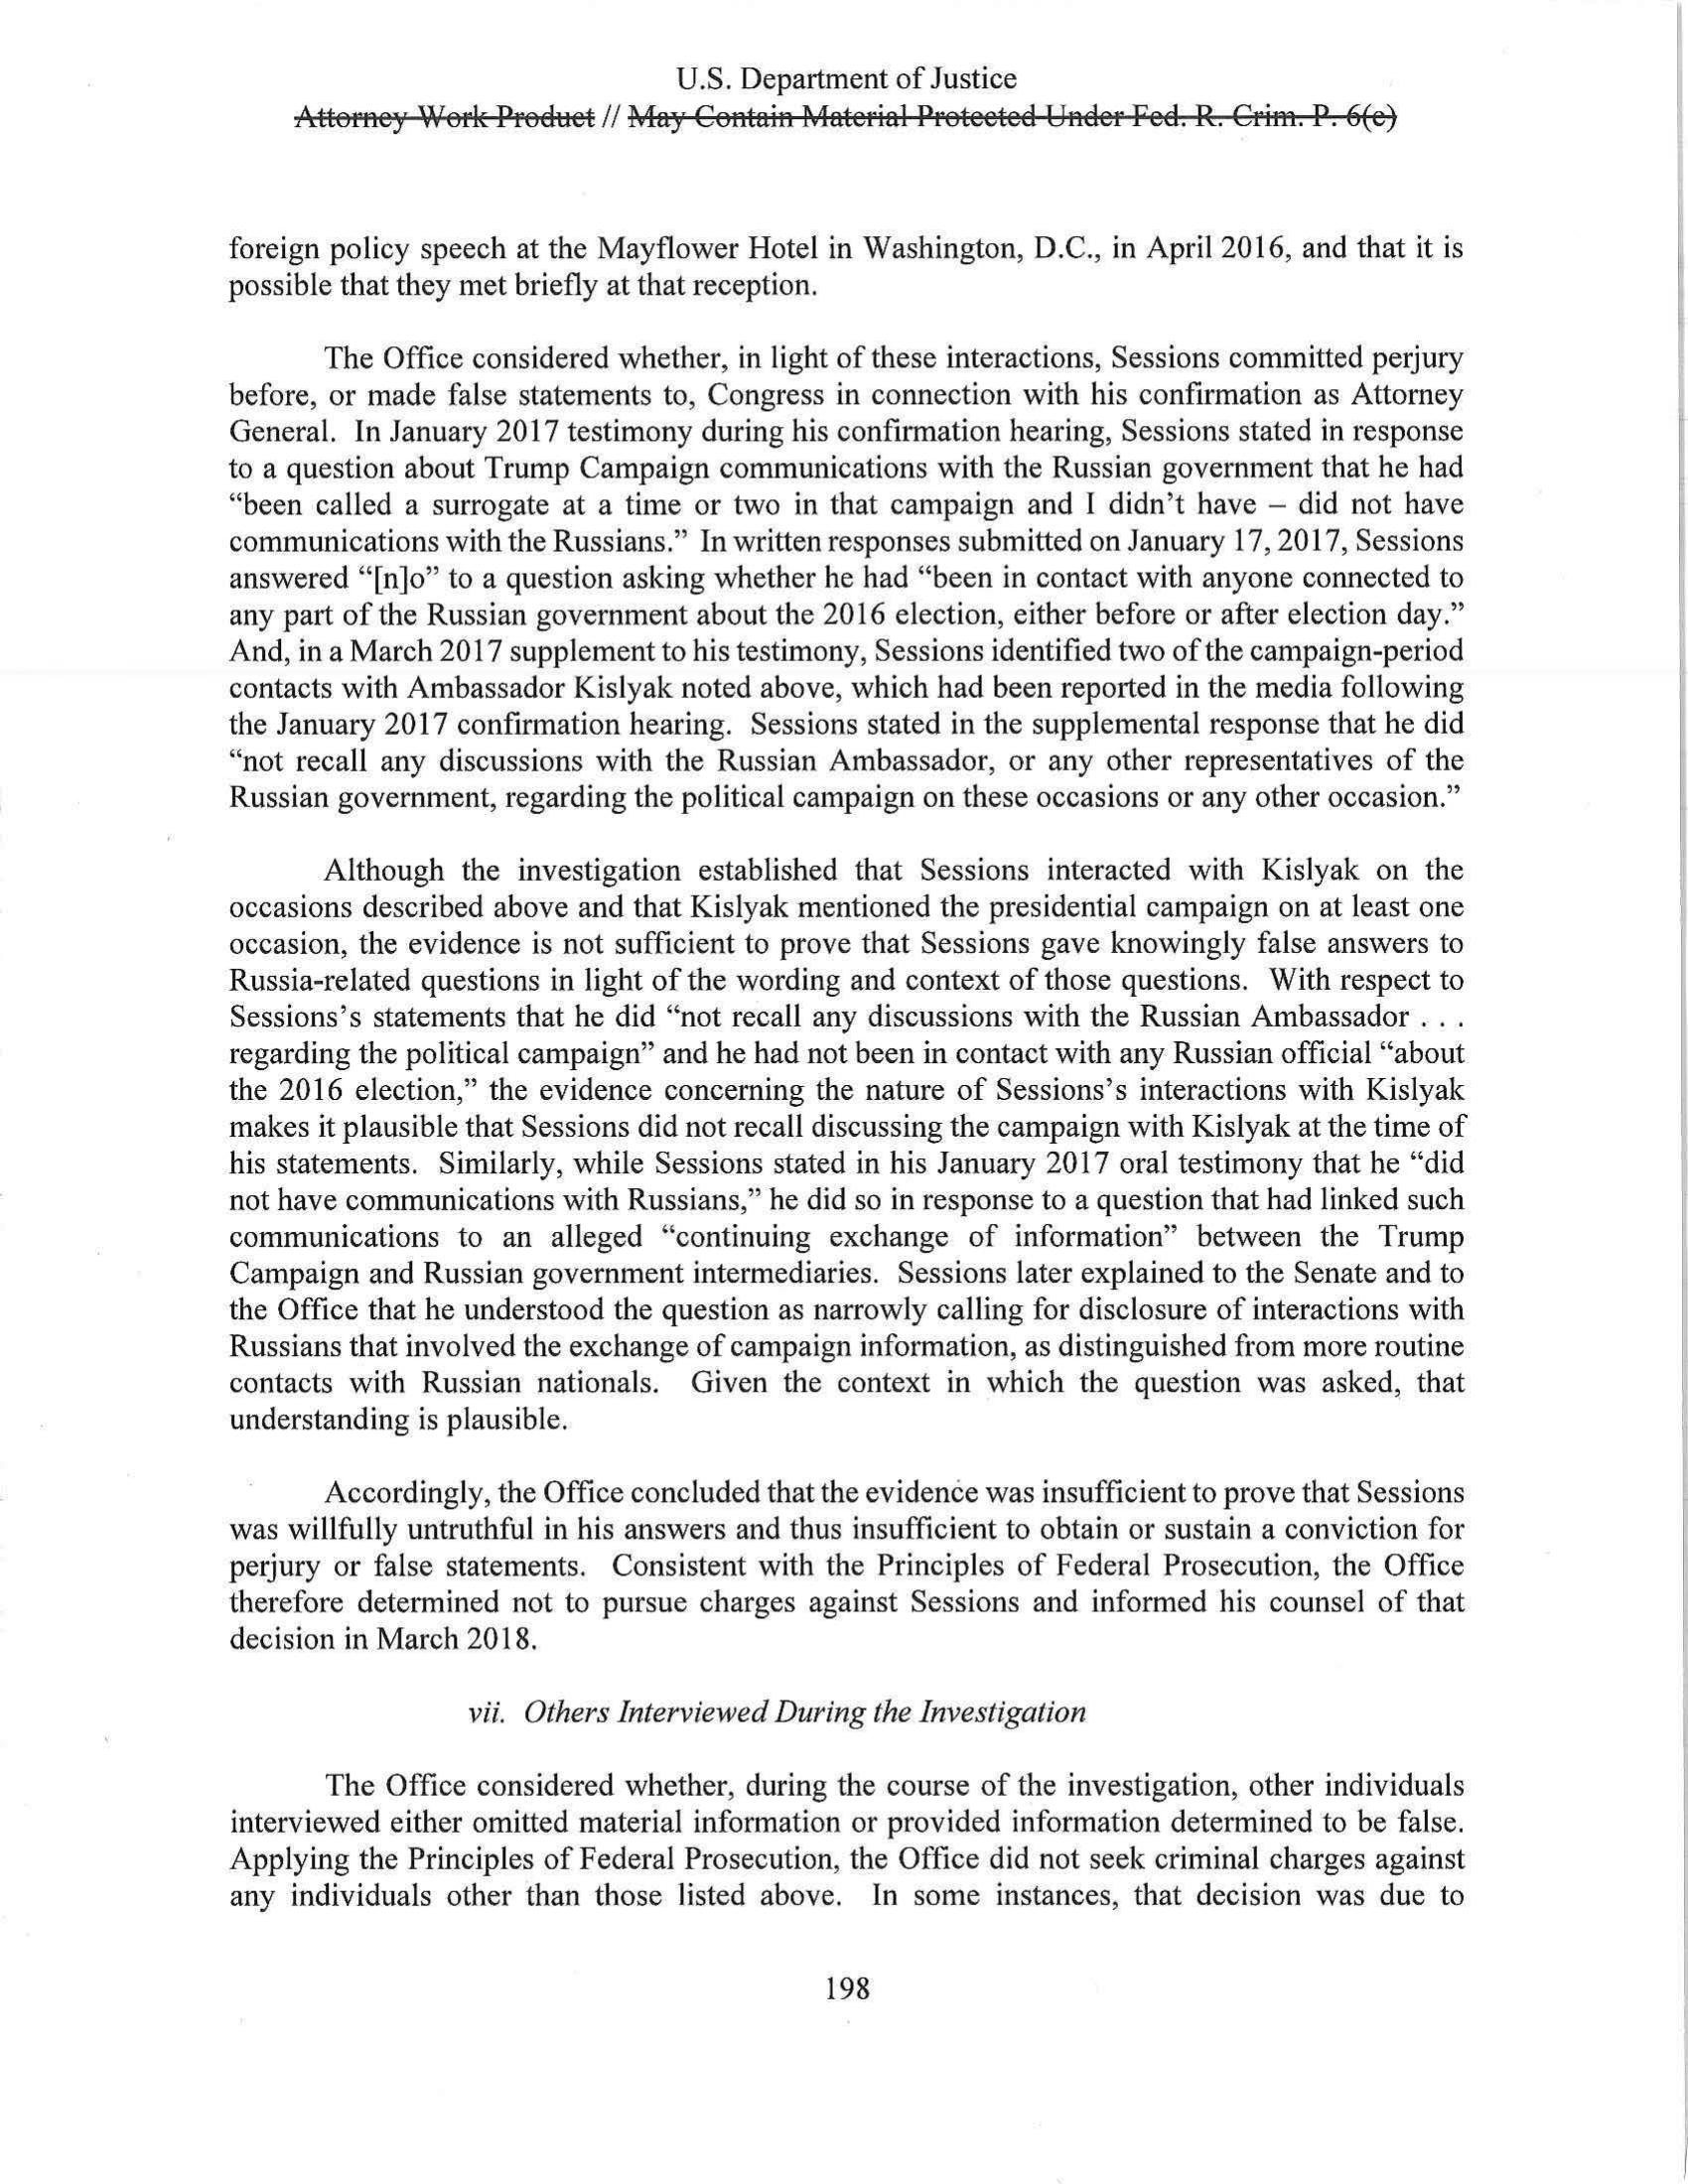 U.S. Department of Justice
Attorney Work Product // May Contain Material Protected Under Fed. R. Crim. P. 6(e)
foreign policy speech at the Mayflower Hotel in Washington, D.C., in April 2016, and that it is
possible that they met briefly at that reception.
The Office considered whether, in light of these interactions, Sessions committed perjury
before, or made false statements to, Congress in connection with his confirmation as Attorney
General. In January 2017 testimony during his confirmation hearing, Sessions stated in response
to a question about Trump Campaign communications with the Russian government that he had
“been called a surrogate at a time or two in that campaign and I didn’t have – did not have
communications with the Russians.” In written responses submitted on January 17, 2017, Sessions
answered “[n]o” to a question asking whether he had “been in contact with anyone connected to
any part of the Russian government about the 2016 election, either before or after election day.”
And, in a March 2017 supplement to his testimony, Sessions identified two of the campaign-period
contacts with Ambassador Kislyak noted above, which had been reported in the media following
the January 2017 confirmation hearing. Sessions stated in the supplemental response that he did
“not recall any discussions with the Russian Ambassador, or any other representatives of the
Russian government, regarding the political campaign on these occasions or any other occasion.”
Although the investigation established that Sessions interacted with Kislyak on the
occasions described above and that Kislyak mentioned the presidential campaign on at least one
occasion, the evidence is not sufficient to prove that Sessions gave knowingly false answers to
Russia-related questions in light of the wording and context of those questions. With respect to
Sessions’s statements that he did “not recall any discussions with the Russian Ambassador . . .
regarding the political campaign” and he had not been in contact with any Russian official “about
the 2016 election,” the evidence concerning the nature of Sessions’s interactions with Kislyak
makes it plausible that Sessions did not recall discussing the campaign with Kislyak at the time of
his statements. Similarly, while Sessions stated in his January 2017 oral testimony that he “did
not have communications with Russians,” he did so in response to a question that had linked such
communications to an alleged “continuing exchange of information” between the Trump
Campaign and Russian government intermediaries. Sessions later explained to the Senate and to
the Office that he understood the question as narrowly calling for disclosure of interactions with
Russians that involved the exchange of campaign information, as distinguished from more routine
contacts with Russian nationals. Given the context in which the question was asked, that
understanding is plausible.
Accordingly, the Office concluded that the evidence was insufficient to prove that Sessions
was willfully untruthful in his answers and thus insufficient to obtain or sustain a conviction for
perjury or false statements. Consistent with the Principles of Federal Prosecution, the Office
therefore determined not to pursue charges against Sessions and informed his counsel of that
decision in March 2018.
vii. Others Interviewed During the Investigation
The Office considered whether, during the course of the investigation, other individuals
interviewed either omitted material information or provided information determined to be false.
Applying the Principles of Federal Prosecution, the Office did not seek criminal charges against
any individuals other than those listed above. In some instances, that decision was due to
198